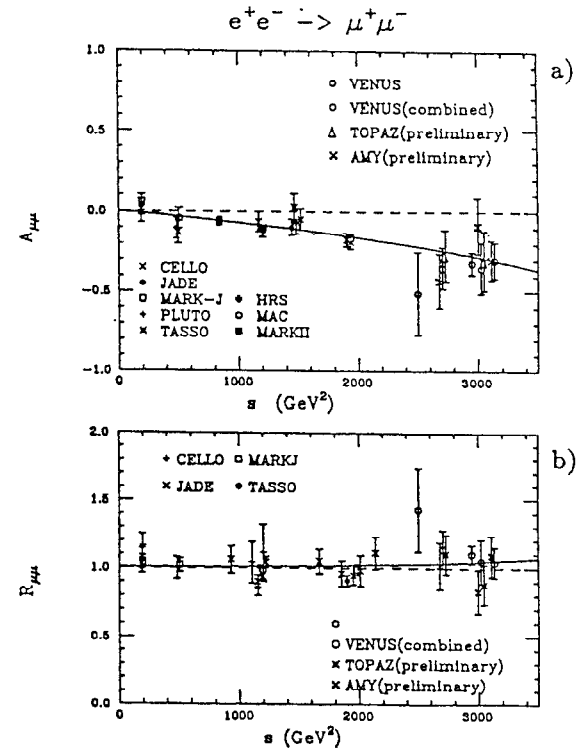 e⁺e⁻ −> μ⁺μ⁻
a)
1.0
0.5
0.0
−0.5
−1.0
A_μμ
○ VENUS
○ VENUS(combined)
△ TOPAZ(preliminary)
× AMY(preliminary)
× CELLO
◆ JADE
□ MARK−J
+ PLUTO
× TASSO
◆ HRS
○ MAC
■ MARKII
0 1000 2000 3000
s (GeV²)
b)
2.0
1.5
1.0
0.5
0.0
R_μμ
+ CELLO □ MARKJ
× JADE ◆ TASSO
○
○ VENUS(combined)
× TOPAZ(preliminary)
× AMY(preliminary)
0 1000 2000 3000
s (GeV²)